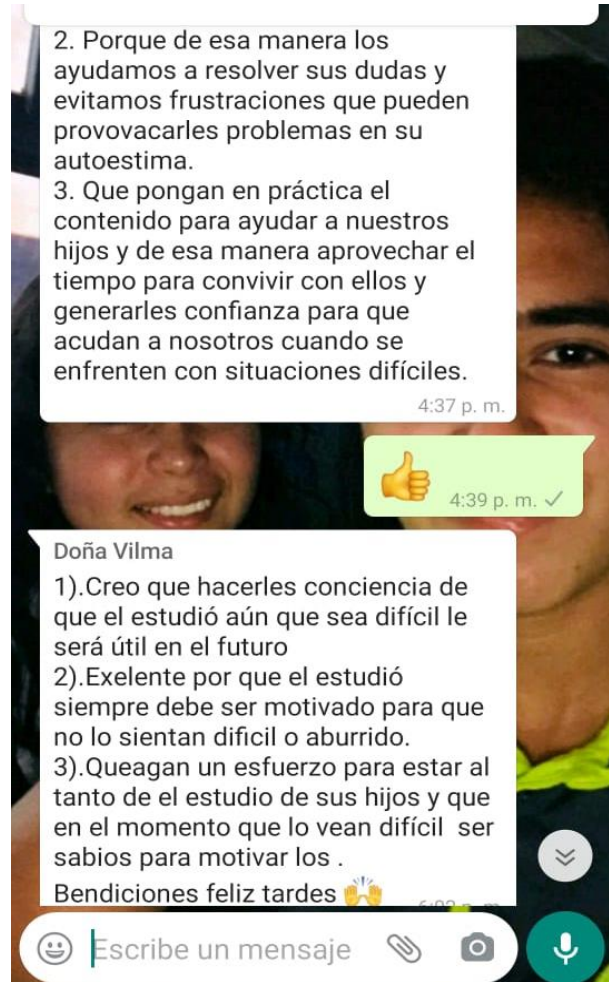 2. Porque de esa manera los
ayudamos a resolver sus dudas y
evitamos frustraciones que pueden
provovacarles problemas en su
autoestima.
3. Que pongan en práctica el
contenido para ayudar a nuestros
hijos y de esa manera aprovechar el
tiempo para convivir con ellos y
generarles confianza para que
acudan a nosotros cuando se
enfrenten con situaciones difíciles.
4:37 p. m.
👍 4:39 p. m. ✓
Doña Vilma
1).Creo que hacerles conciencia de
que el estudió aún que sea difícil le
será útil en el futuro
2).Exelente por que el estudió
siempre debe ser motivado para que
no lo sientan dificil o aburrido.
3).Queagan un esfuerzo para estar al
tanto de el estudio de sus hijos y que
en el momento que lo vean difícil  ser
sabios para motivar los .
Bendiciones feliz tardes 🙌
Escribe un mensaje